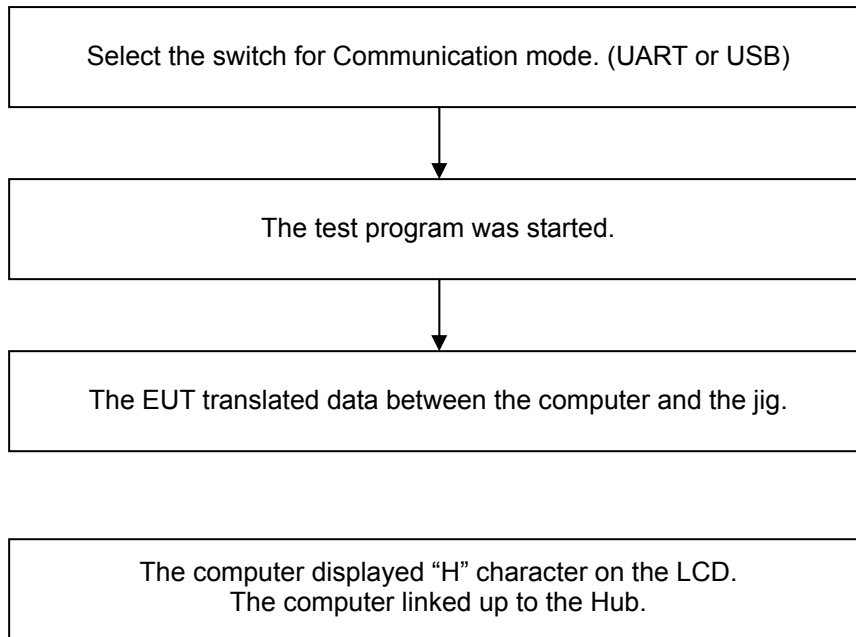 Select the switch for Communication mode. (UART or USB)
The test program was started.
The EUT translated data between the computer and the jig.
The computer displayed “H” character on the LCD.
The computer linked up to the Hub.